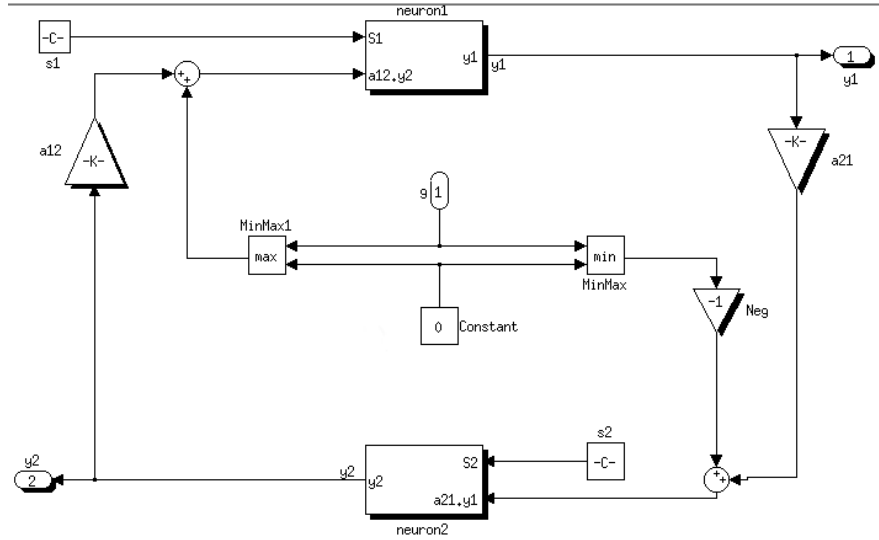 neuron1
-C-
s1
S1
y1
y1
1
y1
+
+
a12.y2
a12
-K-
-K-
a21
g
1
MinMax1
max
min
MinMax
-1
Neg
0
Constant
s2
y2
2
y2
y2
S2
-C-
+
+
a21.y1
neuron2